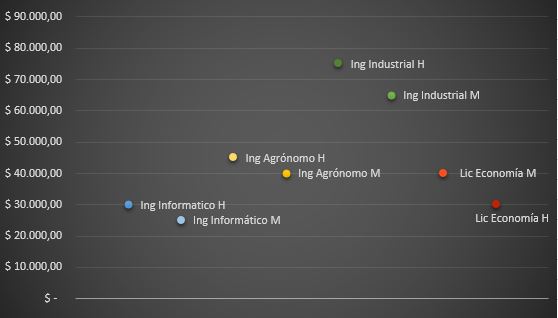 $ 90.000,00
$ 80.000,00
$ 70.000,00
$ 60.000,00
$ 50.000,00
$ 40.000,00
$ 30.000,00
$ 20.000,00
$ 10.000,00
$ -
Ing Industrial H
Ing Industrial M
Ing Agrónomo H
Ing Agrónomo M
Lic Economía M
Ing Informatico H
Ing Informático M
Lic Economía H